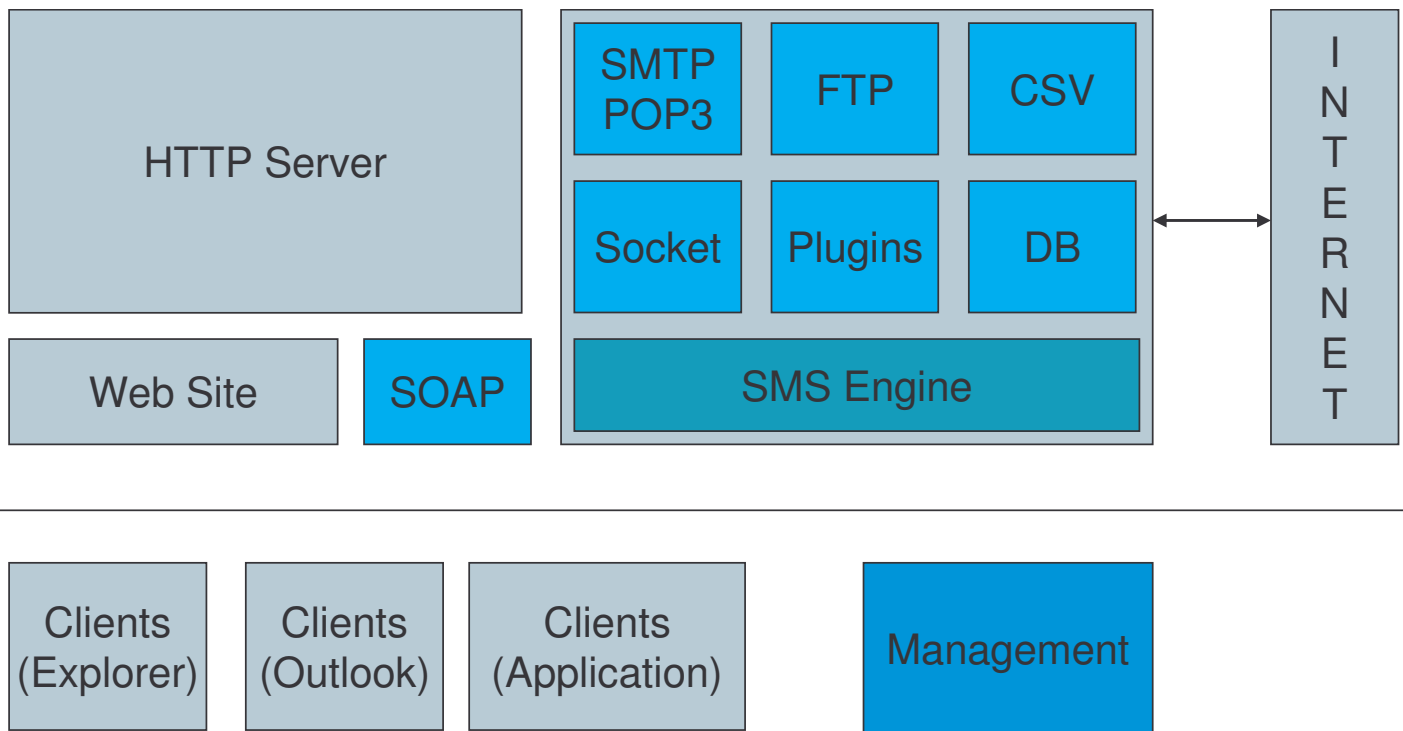 HTTP Server
SMTP
POP3
FTP
CSV
Socket
Plugins
DB
Web Site
SOAP
SMS Engine
I
N
T
E
R
N
E
T
Clients
(Explorer)
Clients
(Outlook)
Clients
(Application)
Management